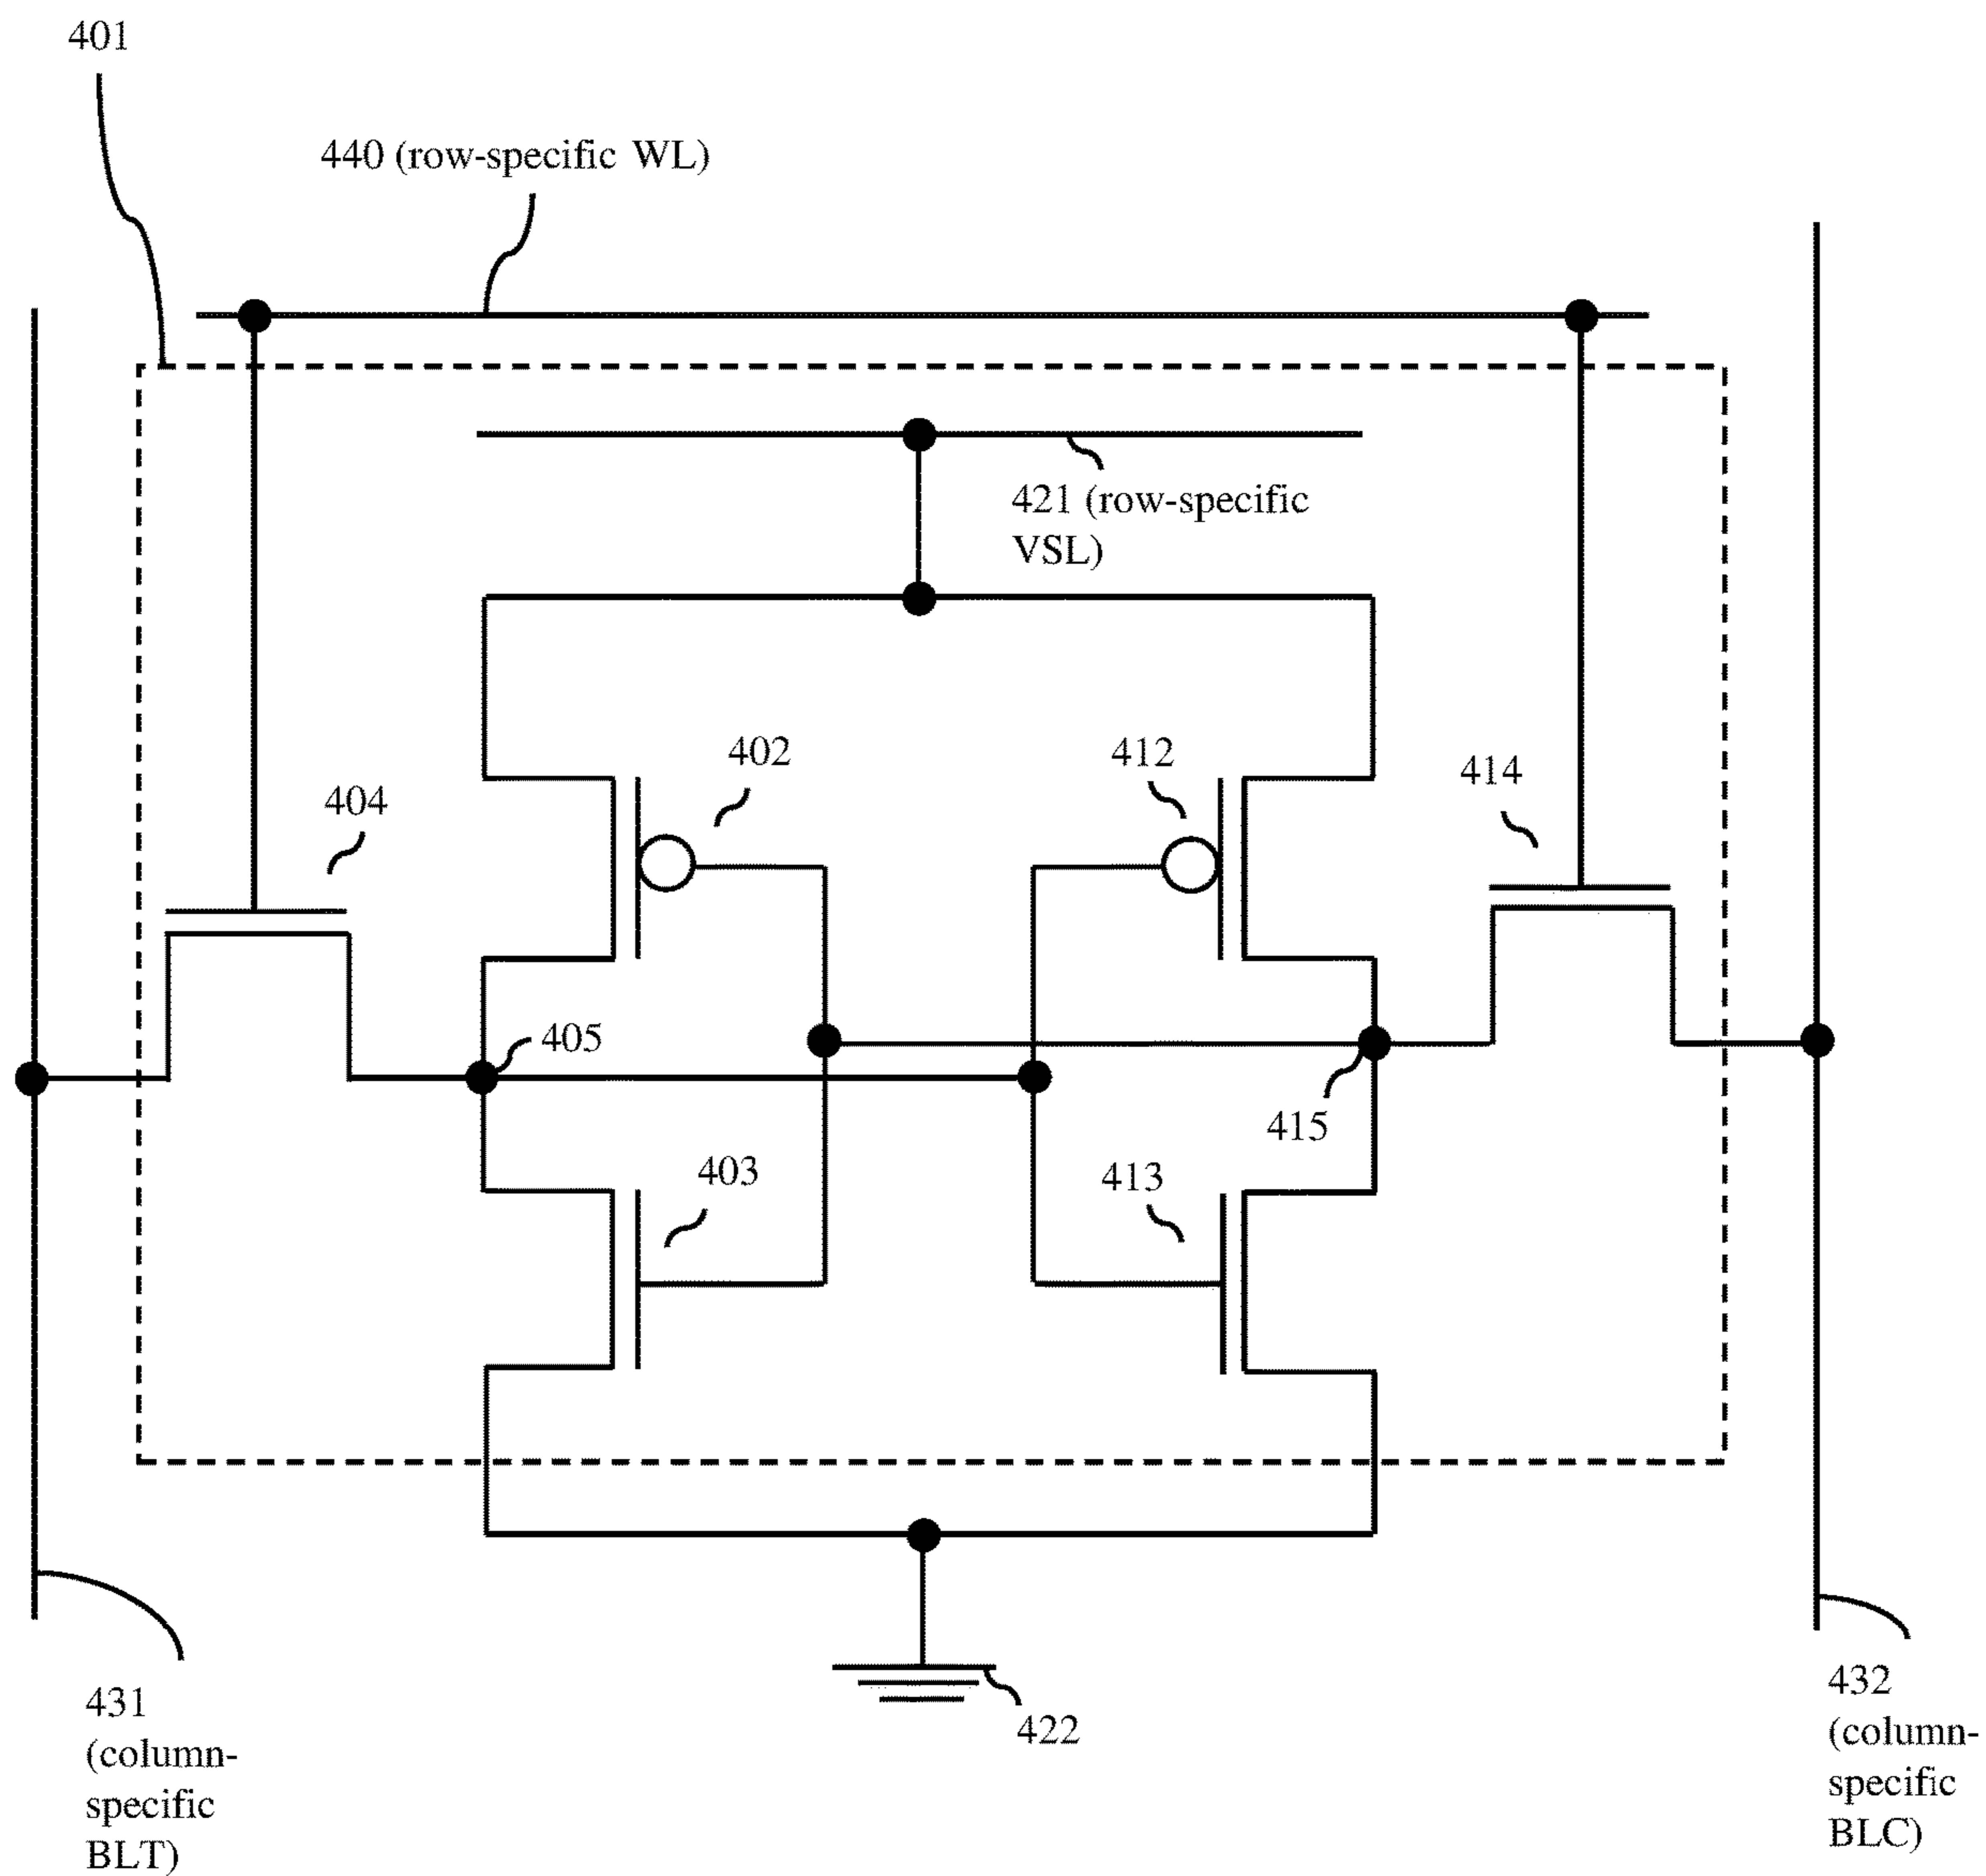 401
440 (row-specific WL)
421 (row-specific
VSL)
402
412
414
404
405
415
403
413
422
431
(column-
specific
BLT)
432
(column-
specific
BLC)